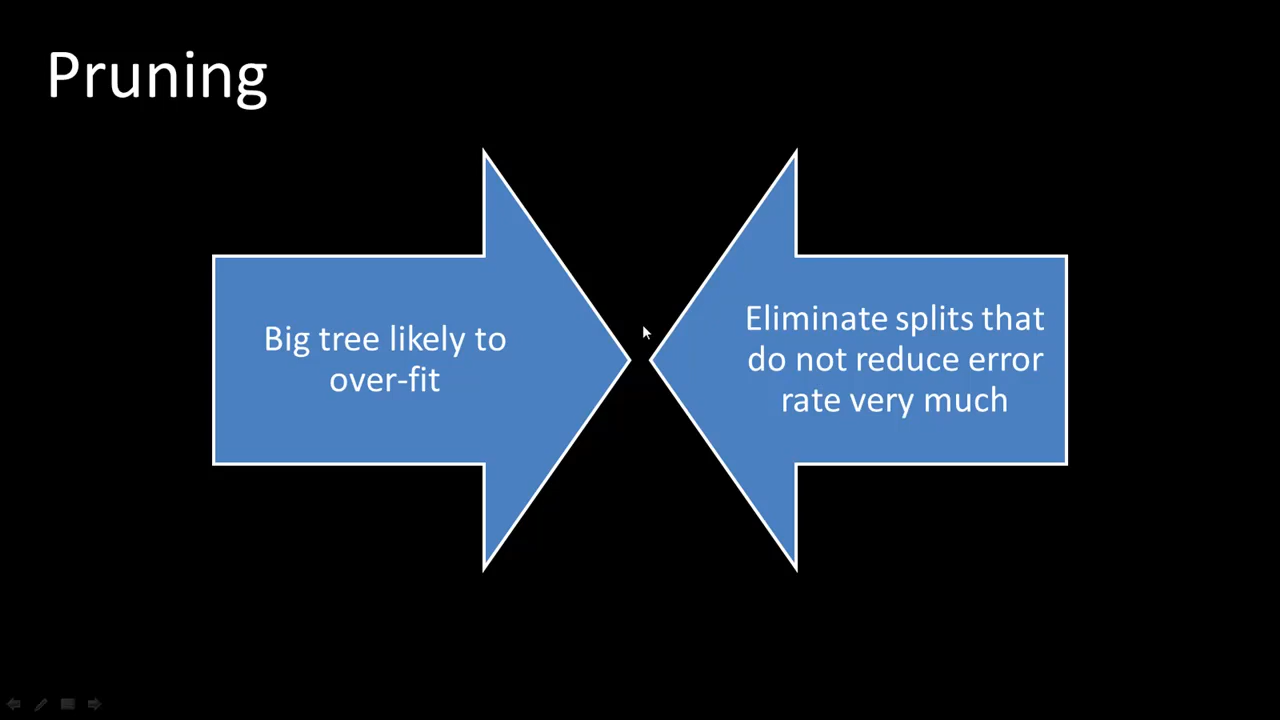 Pruning
Big tree likely to
over-fit
Eliminate splits that
do not reduce error
rate very much